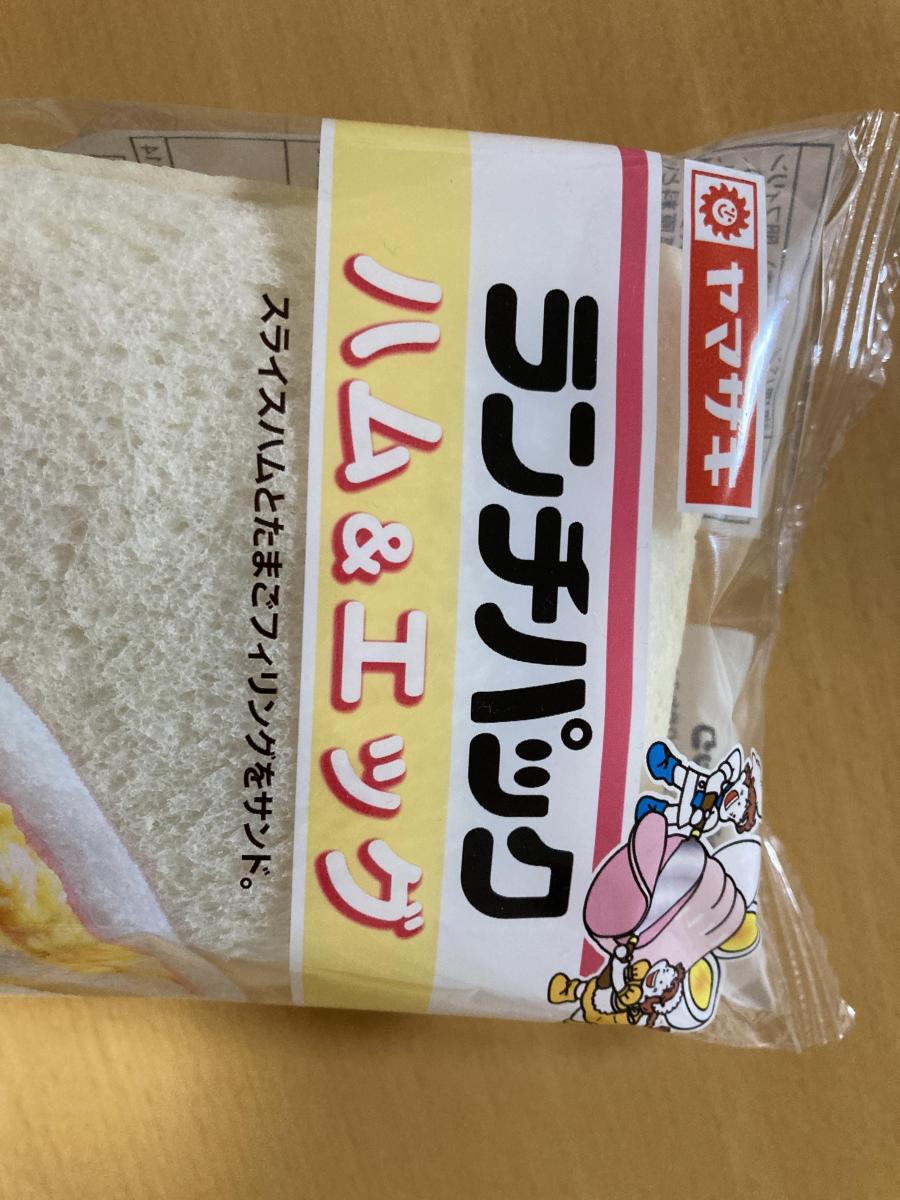 ヤマザキ
ランチパック
ハム&エッグ
スライスハムとたまごフィリングをサンド。